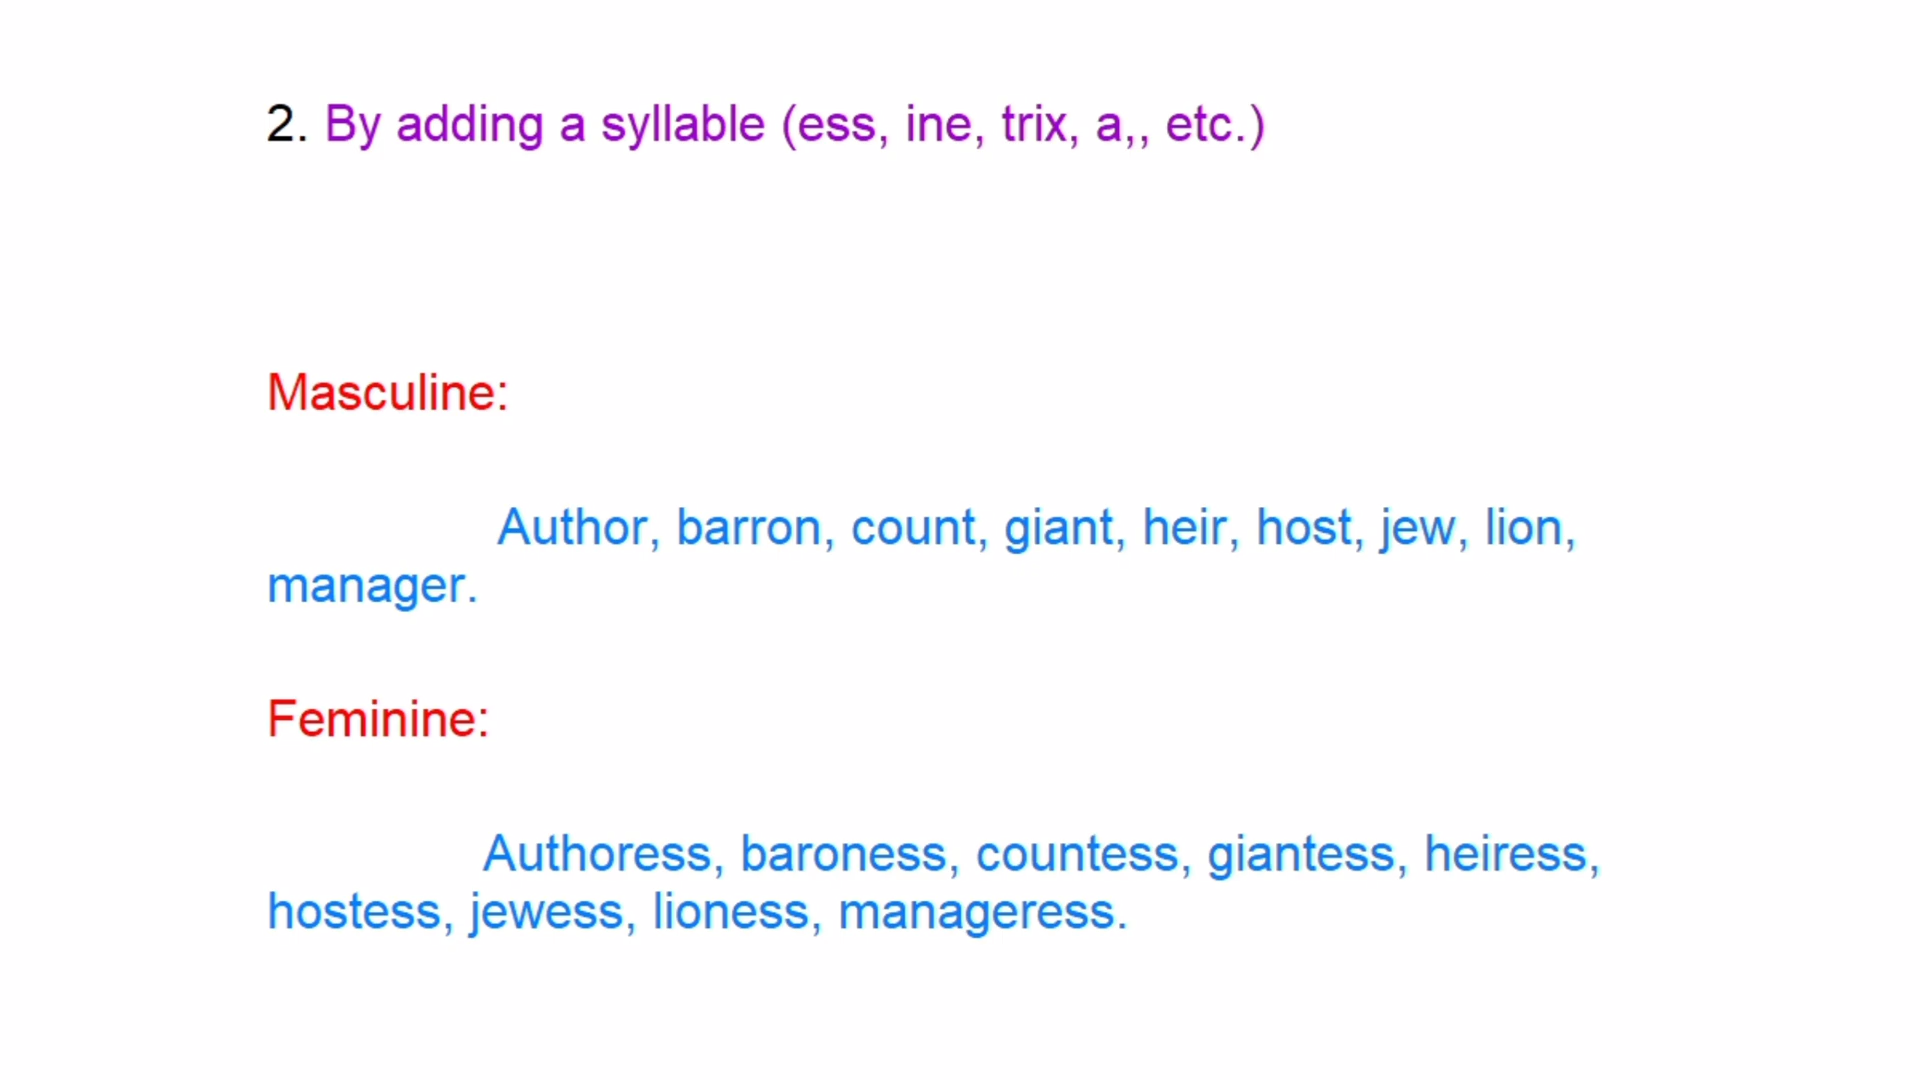 2. By adding a syllable (ess, ine, trix, a,, etc.)
Masculine:
Author, barron, count, giant, heir, host, jew, lion,
manager.
Feminine:
Authoress, baroness, countess, giantess, heiress,
hostess, jewess, lioness, manageress.